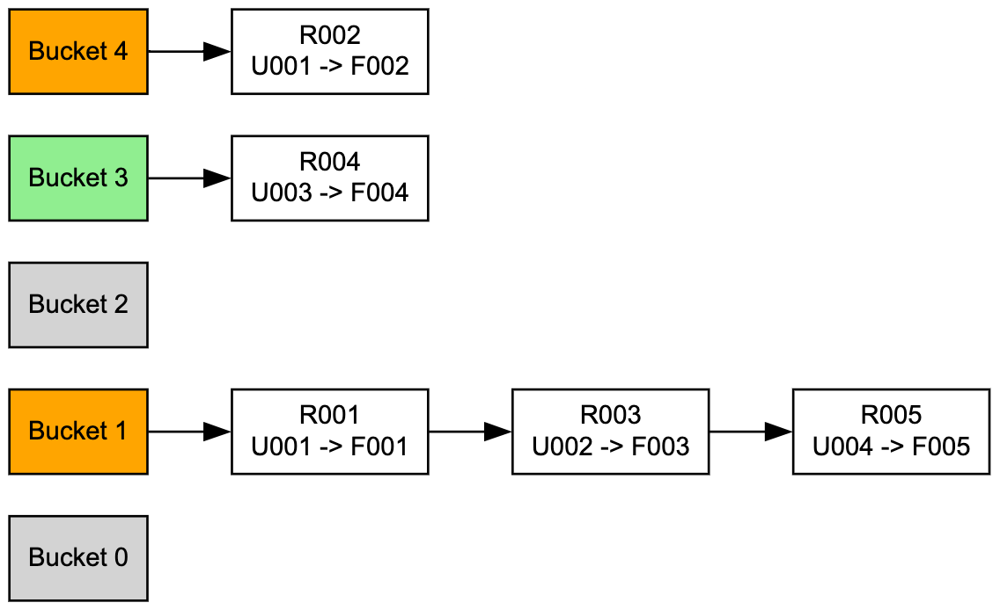 Bucket 4
R002
U001 -> F002
Bucket 3
R004
U003 -> F004
Bucket 2
Bucket 1
R001
U001 -> F001
R003
U002 -> F003
R005
U004 -> F005
Bucket 0